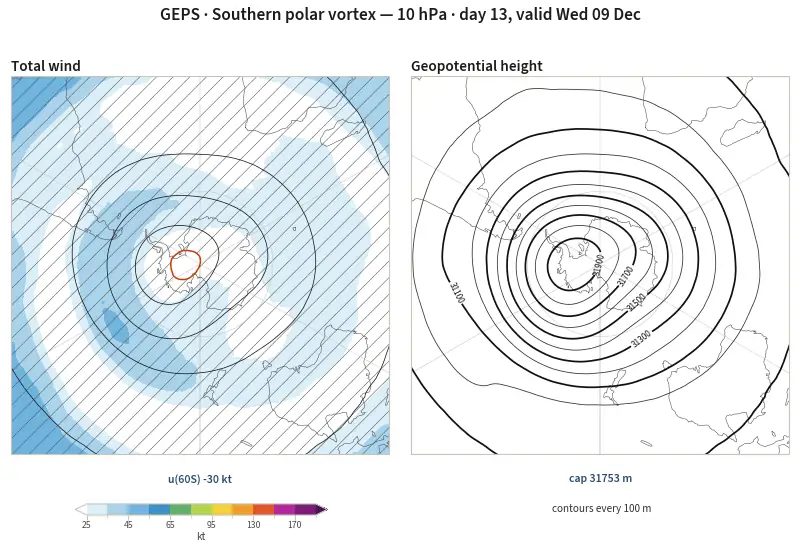 GEPS · Southern polar vortex — 10 hPa · day 13, valid Wed 09 Dec
Total wind
Geopotential height
31900
31700
31500
31300
31100
u(60S) -30 kt
cap 31753 m
contours every 100 m
25 45 65 95 130 170
kt